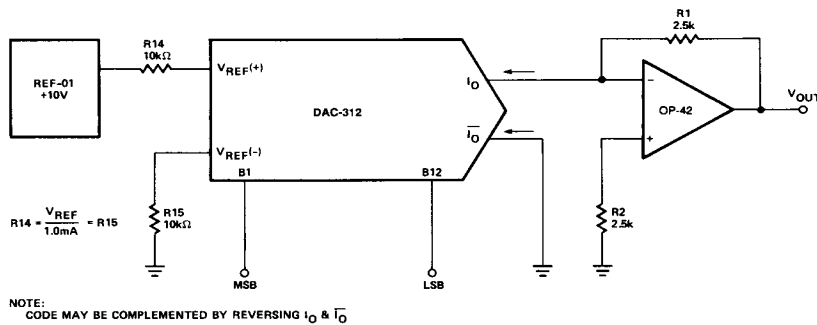 R1
2.5k
R14
10kΩ
REF-01
+10V
VREF(+)
IO
DAC-312
−
OP-42
+
VOUT
IO
VREF(-)
B1
B12
R15
10kΩ
R2
2.5k
R14 = VREF / 1.0mA = R15
MSB
LSB
NOTE:
CODE MAY BE COMPLEMENTED BY REVERSING IO & I̅O̅